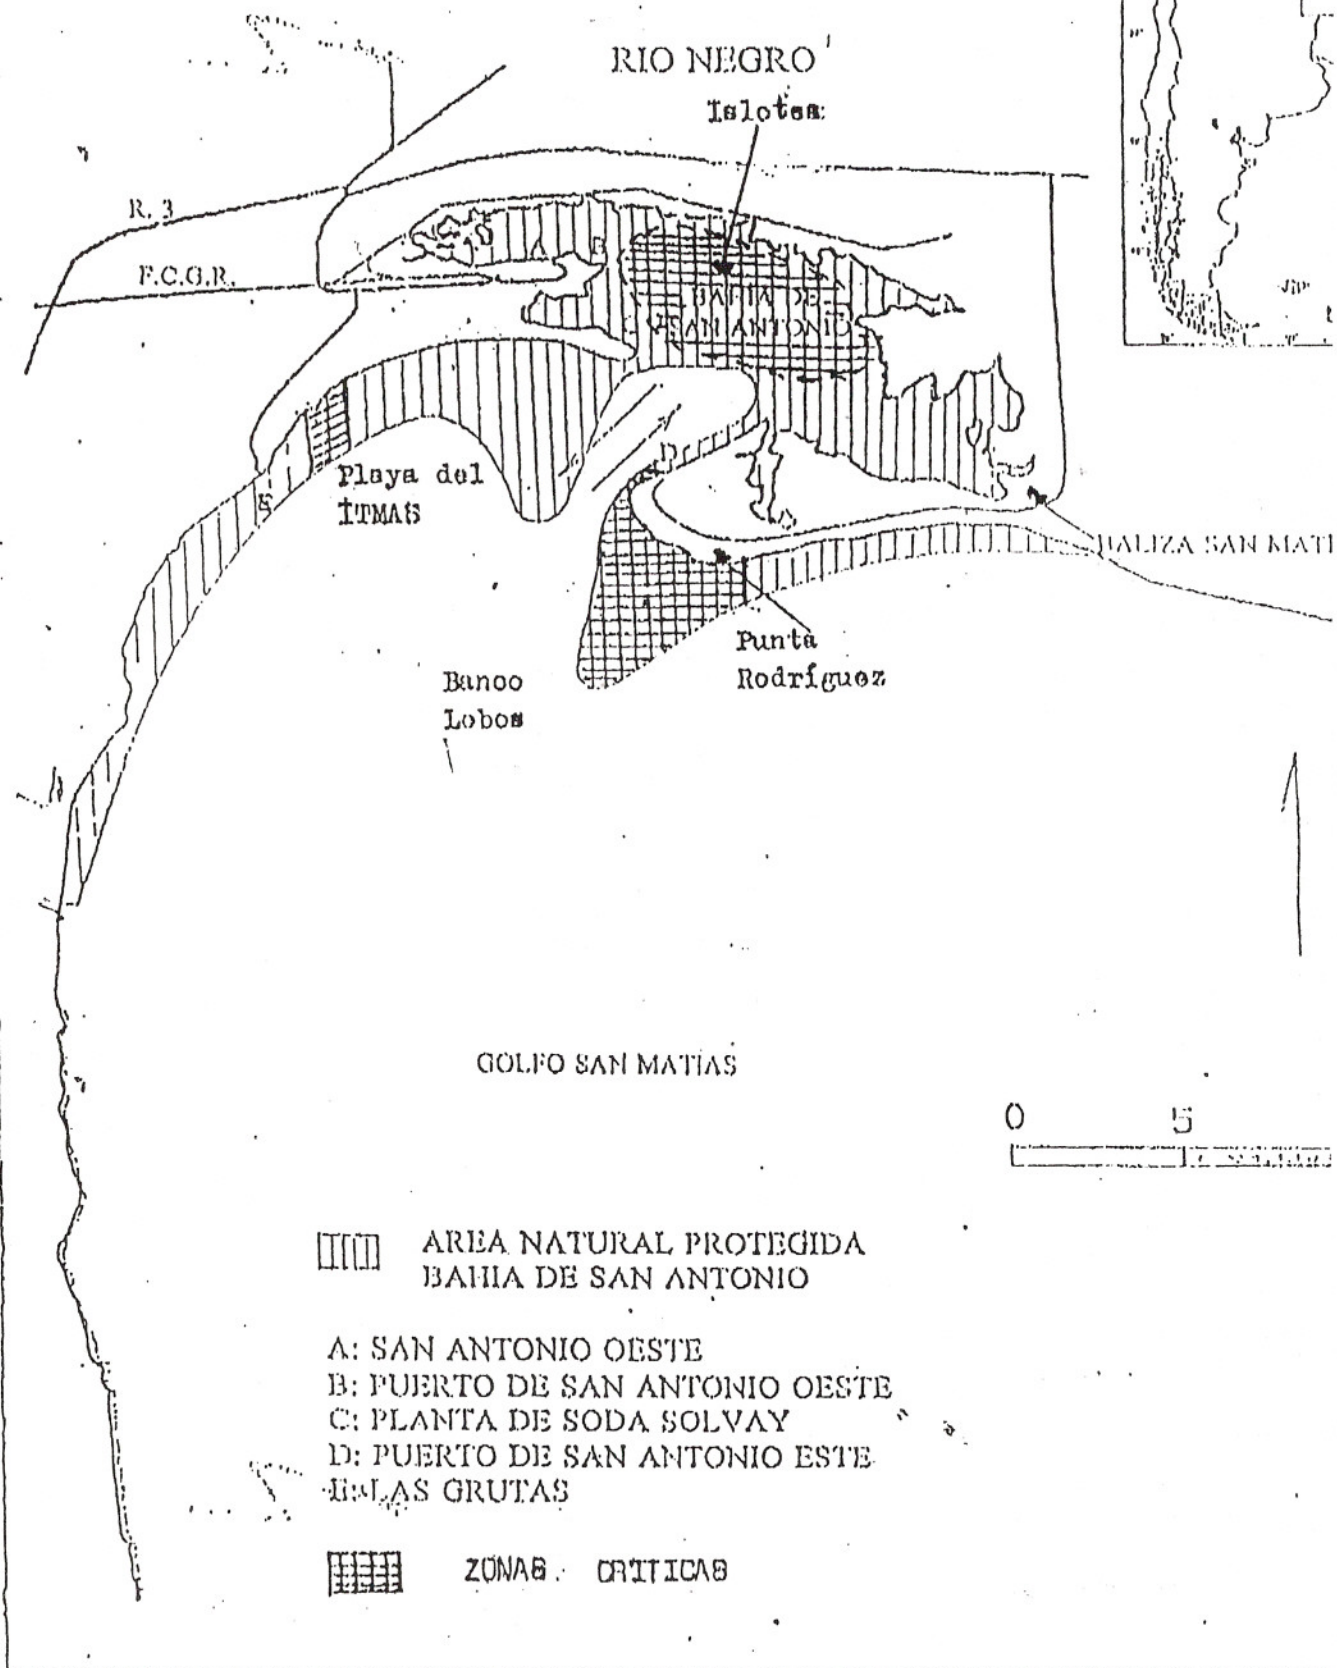 RIO NEGRO
Islotes
R. 3
F.C.G.R.
A
B
BAHIA DE
SAN ANTONIO
D
Playa del
ITMAS
E
BALIZA SAN MATI
Punta
Rodríguez
Banco
Lobos
GOLFO SAN MATIAS
0 5
AREA NATURAL PROTEGIDA
BAHIA DE SAN ANTONIO
A: SAN ANTONIO OESTE
B: PUERTO DE SAN ANTONIO OESTE
C: PLANTA DE SODA SOLVAY
D: PUERTO DE SAN ANTONIO ESTE
E: LAS GRUTAS
ZONAS CRITICAS